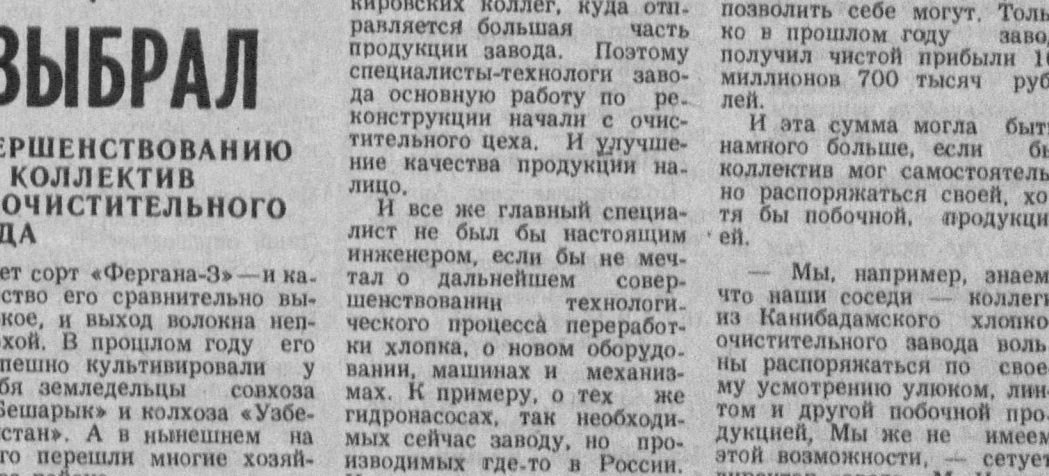 ВЫБРАЛ
ЕРШЕНСТВОВАНИЮ
КОЛЛЕКТИВ
ОЧИСТИТЕЛЬНОГО
ДА
ет сорт «Фергана-3» — и ка-
ство его сравнительно вы-
кое, и выход волокна неп-
хой. В прошлом году его
пешно культивировали у
бя земледельцы совхоза
Бешарык» и колхоза «Узбе-
стан». А в нынешнем на
го перешли многие хозяй-
кировских коллег, куда отп-
равляется большая часть
продукции завода. Поэтому
специалисты-технологи заво-
да основную работу по ре-
конструкции начали с очис-
тительного цеха. И улучше-
ние качества продукции на-
лицо.
И все же главный специа-
лист не был бы настоящим
инженером, если бы не меч-
тал о дальнейшем совер-
шенствовании технологи-
ческого процесса переработ-
ки хлопка, о новом оборудо-
вании, машинах и механиз-
мах. К примеру, о тех же
гидронасосах, так необходи-
мых сейчас заводу, но про-
изводимых где-то в России.
позволить себе могут. Толь-
ко в прошлом году завод
получил чистой прибыли
миллионов 700 тысяч руб-
лей.
И эта сумма могла быть
намного больше, если бы
коллектив мог самостоятель-
но распоряжаться своей, хо-
тя бы побочной, продукци-
ей.
— Мы, например, знаем,
что наши соседи — коллеги
из Канибадамского хлопко-
очистительного завода воль-
ны распоряжаться по свое-
му усмотрению улюком, лин-
том и другой побочной про-
дукцией, Мы же не имеем
этой возможности, — сетует